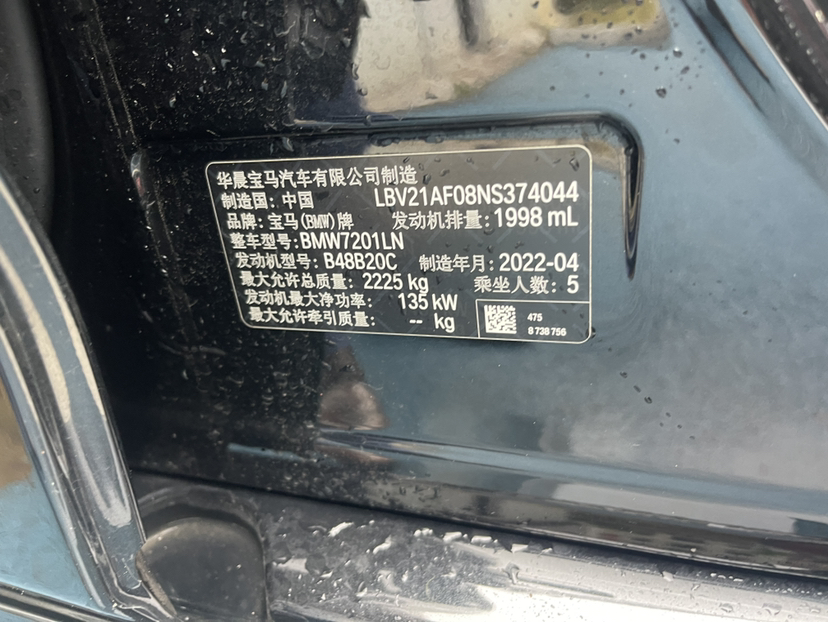 华晨宝马汽车有限公司制造
制造国: 中国 LBV21AF08NS374044
品牌: 宝马(BMW)牌 发动机排量: 1998 mL
整车型号: BMW7201LN
发动机型号: B48B20C 制造年月: 2022-04
最大允许总质量: 2225 kg 乘坐人数: 5
发动机最大净功率: 135 kW
最大允许牵引质量: -- kg
475
8 738 756